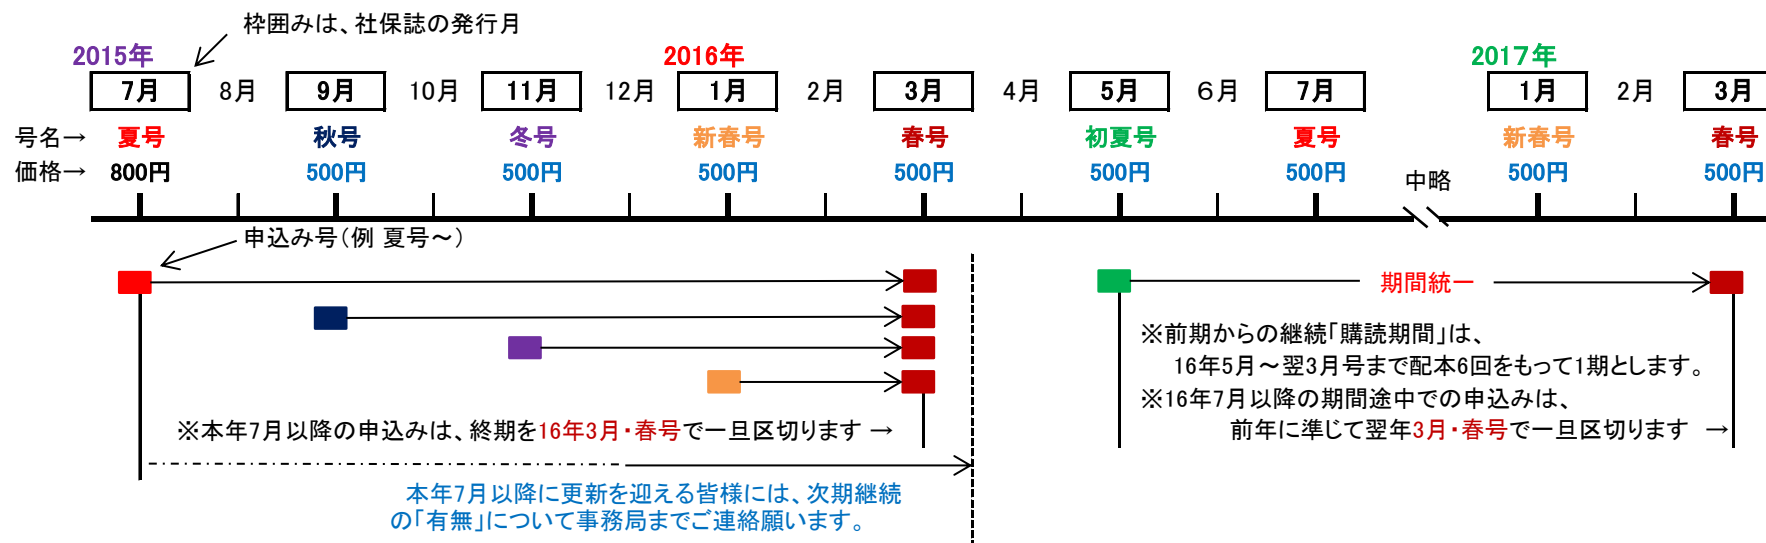 枠囲みは、社保誌の発行月
2015年 2016年 2017年
7月 8月 9月 10月 11月 12月 1月 2月 3月 4月 5月 6月 7月 1月 2月 3月
号名→ 夏号 秋号 冬号 新春号 春号 初夏号 夏号 新春号 春号
価格→ 800円 500円 500円 500円 500円 500円 500円 500円 500円
中略
申込み号(例 夏号～)
期間統一
※前期からの継続｢購読期間｣は、
16年5月～翌3月号まで配本6回をもって1期とします。
※16年7月以降の期間途中での申込みは、
前年に準じて翌年3月・春号で一旦区切ります →
※本年7月以降の申込みは、終期を16年3月・春号で一旦区切ります →
本年7月以降に更新を迎える皆様には、次期継続
の｢有無｣について事務局までご連絡願います。